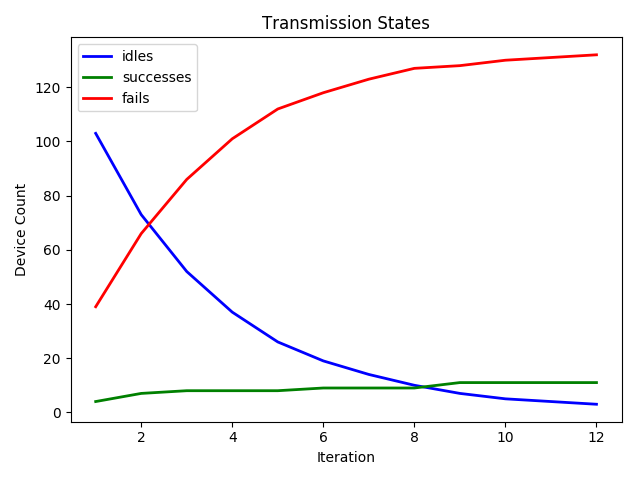 Transmission States
idles
successes
fails
Device Count
120
100
80
60
40
20
0
2 4 6 8 10 12
Iteration